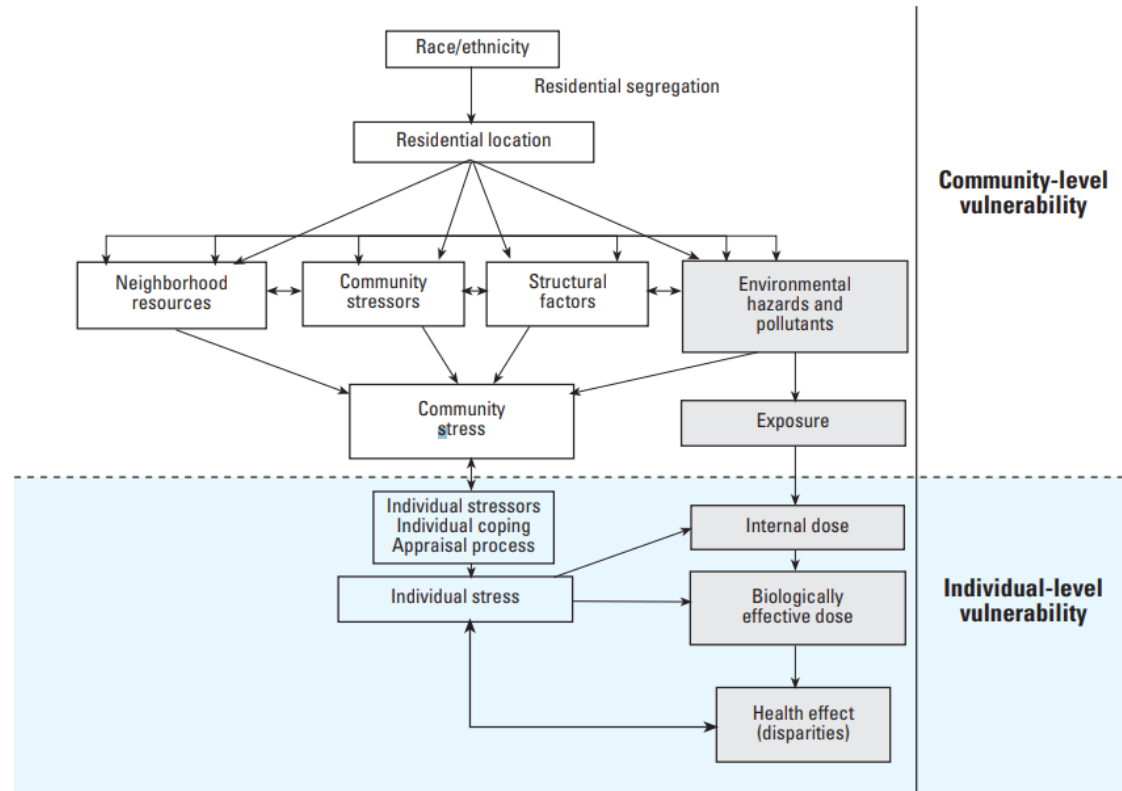 Race/ethnicity
Residential segregation
Residential location
Community-level
vulnerability
Neighborhood
resources
Community
stressors
Structural
factors
Environmental
hazards and
pollutants
Community
stress
Exposure
Individual stressors
Individual coping
Appraisal process
Internal dose
Individual stress
Biologically
effective dose
Individual-level
vulnerability
Health effect
(disparities)